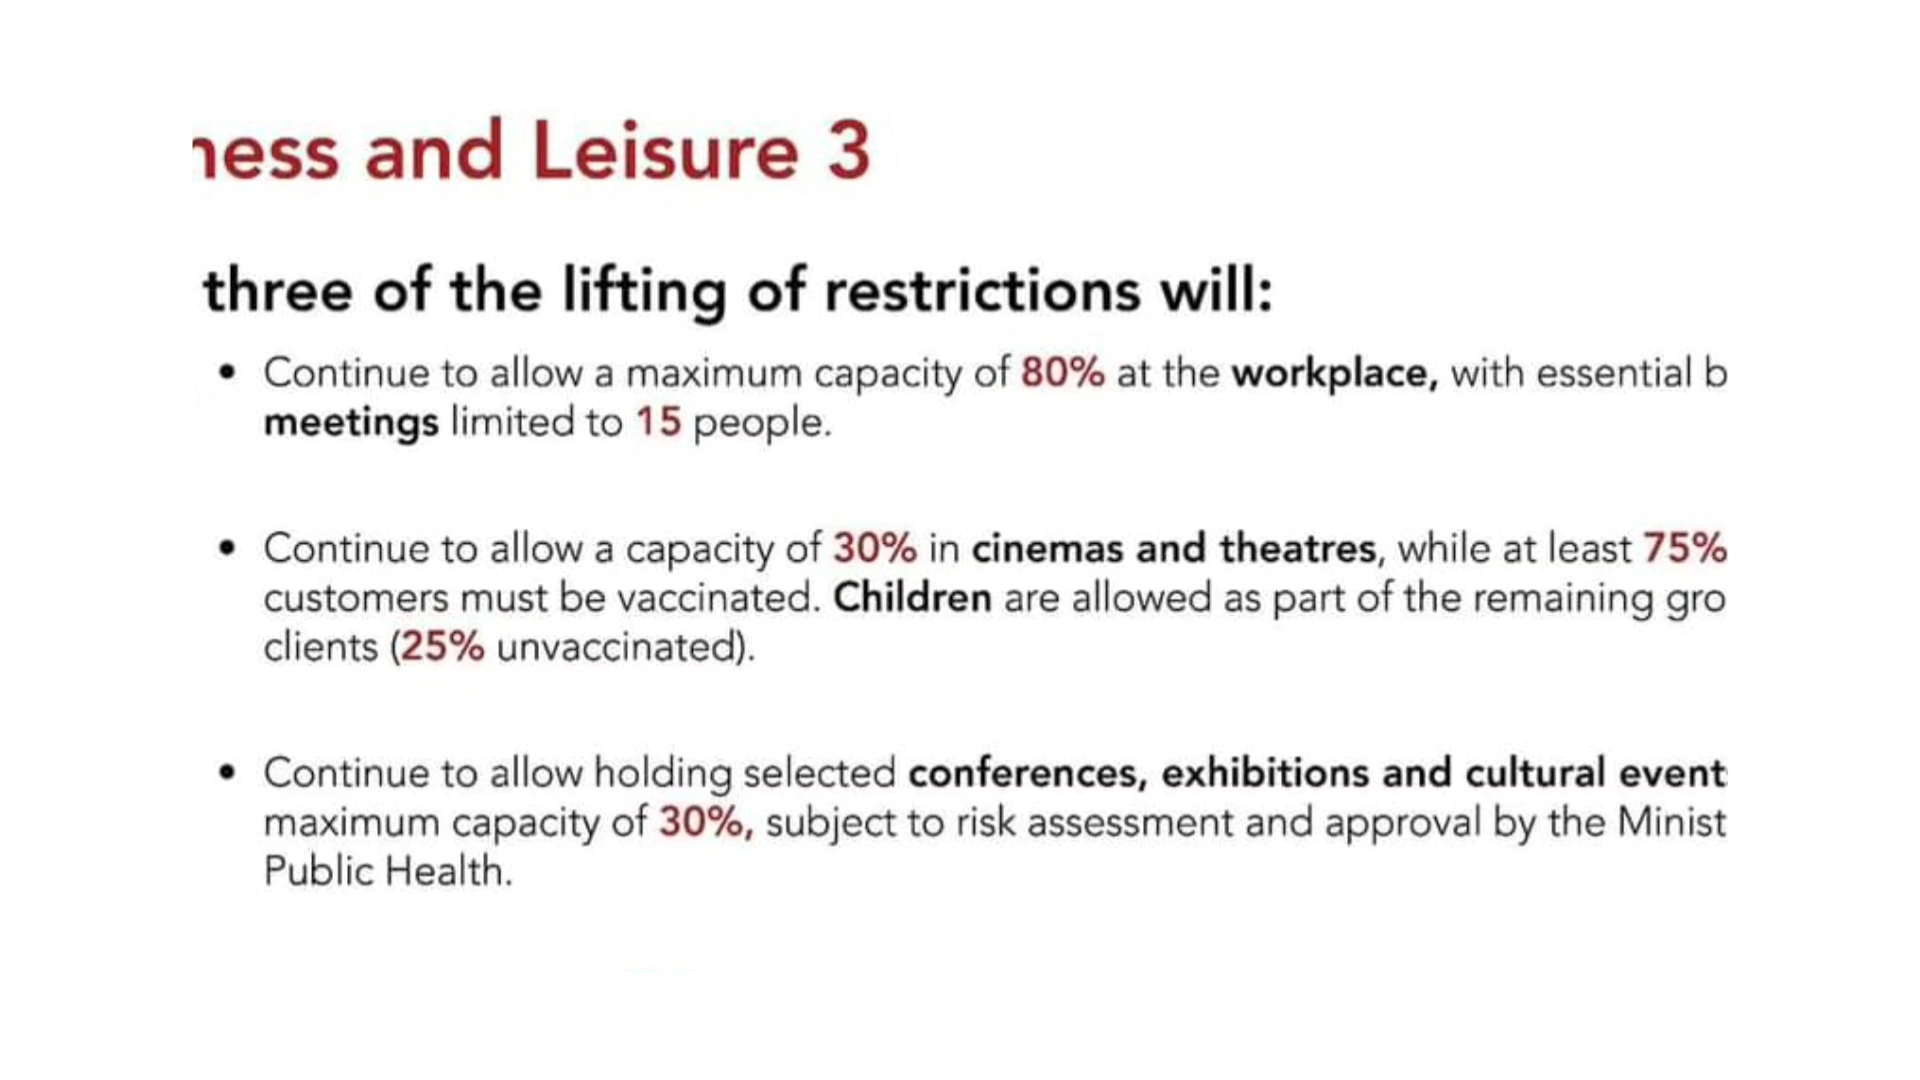 ness and Leisure 3
three of the lifting of restrictions will:
• Continue to allow a maximum capacity of 80% at the workplace, with essential b
meetings limited to 15 people.
• Continue to allow a capacity of 30% in cinemas and theatres, while at least 75%
customers must be vaccinated. Children are allowed as part of the remaining gro
clients (25% unvaccinated).
• Continue to allow holding selected conferences, exhibitions and cultural event
maximum capacity of 30%, subject to risk assessment and approval by the Minist
Public Health.